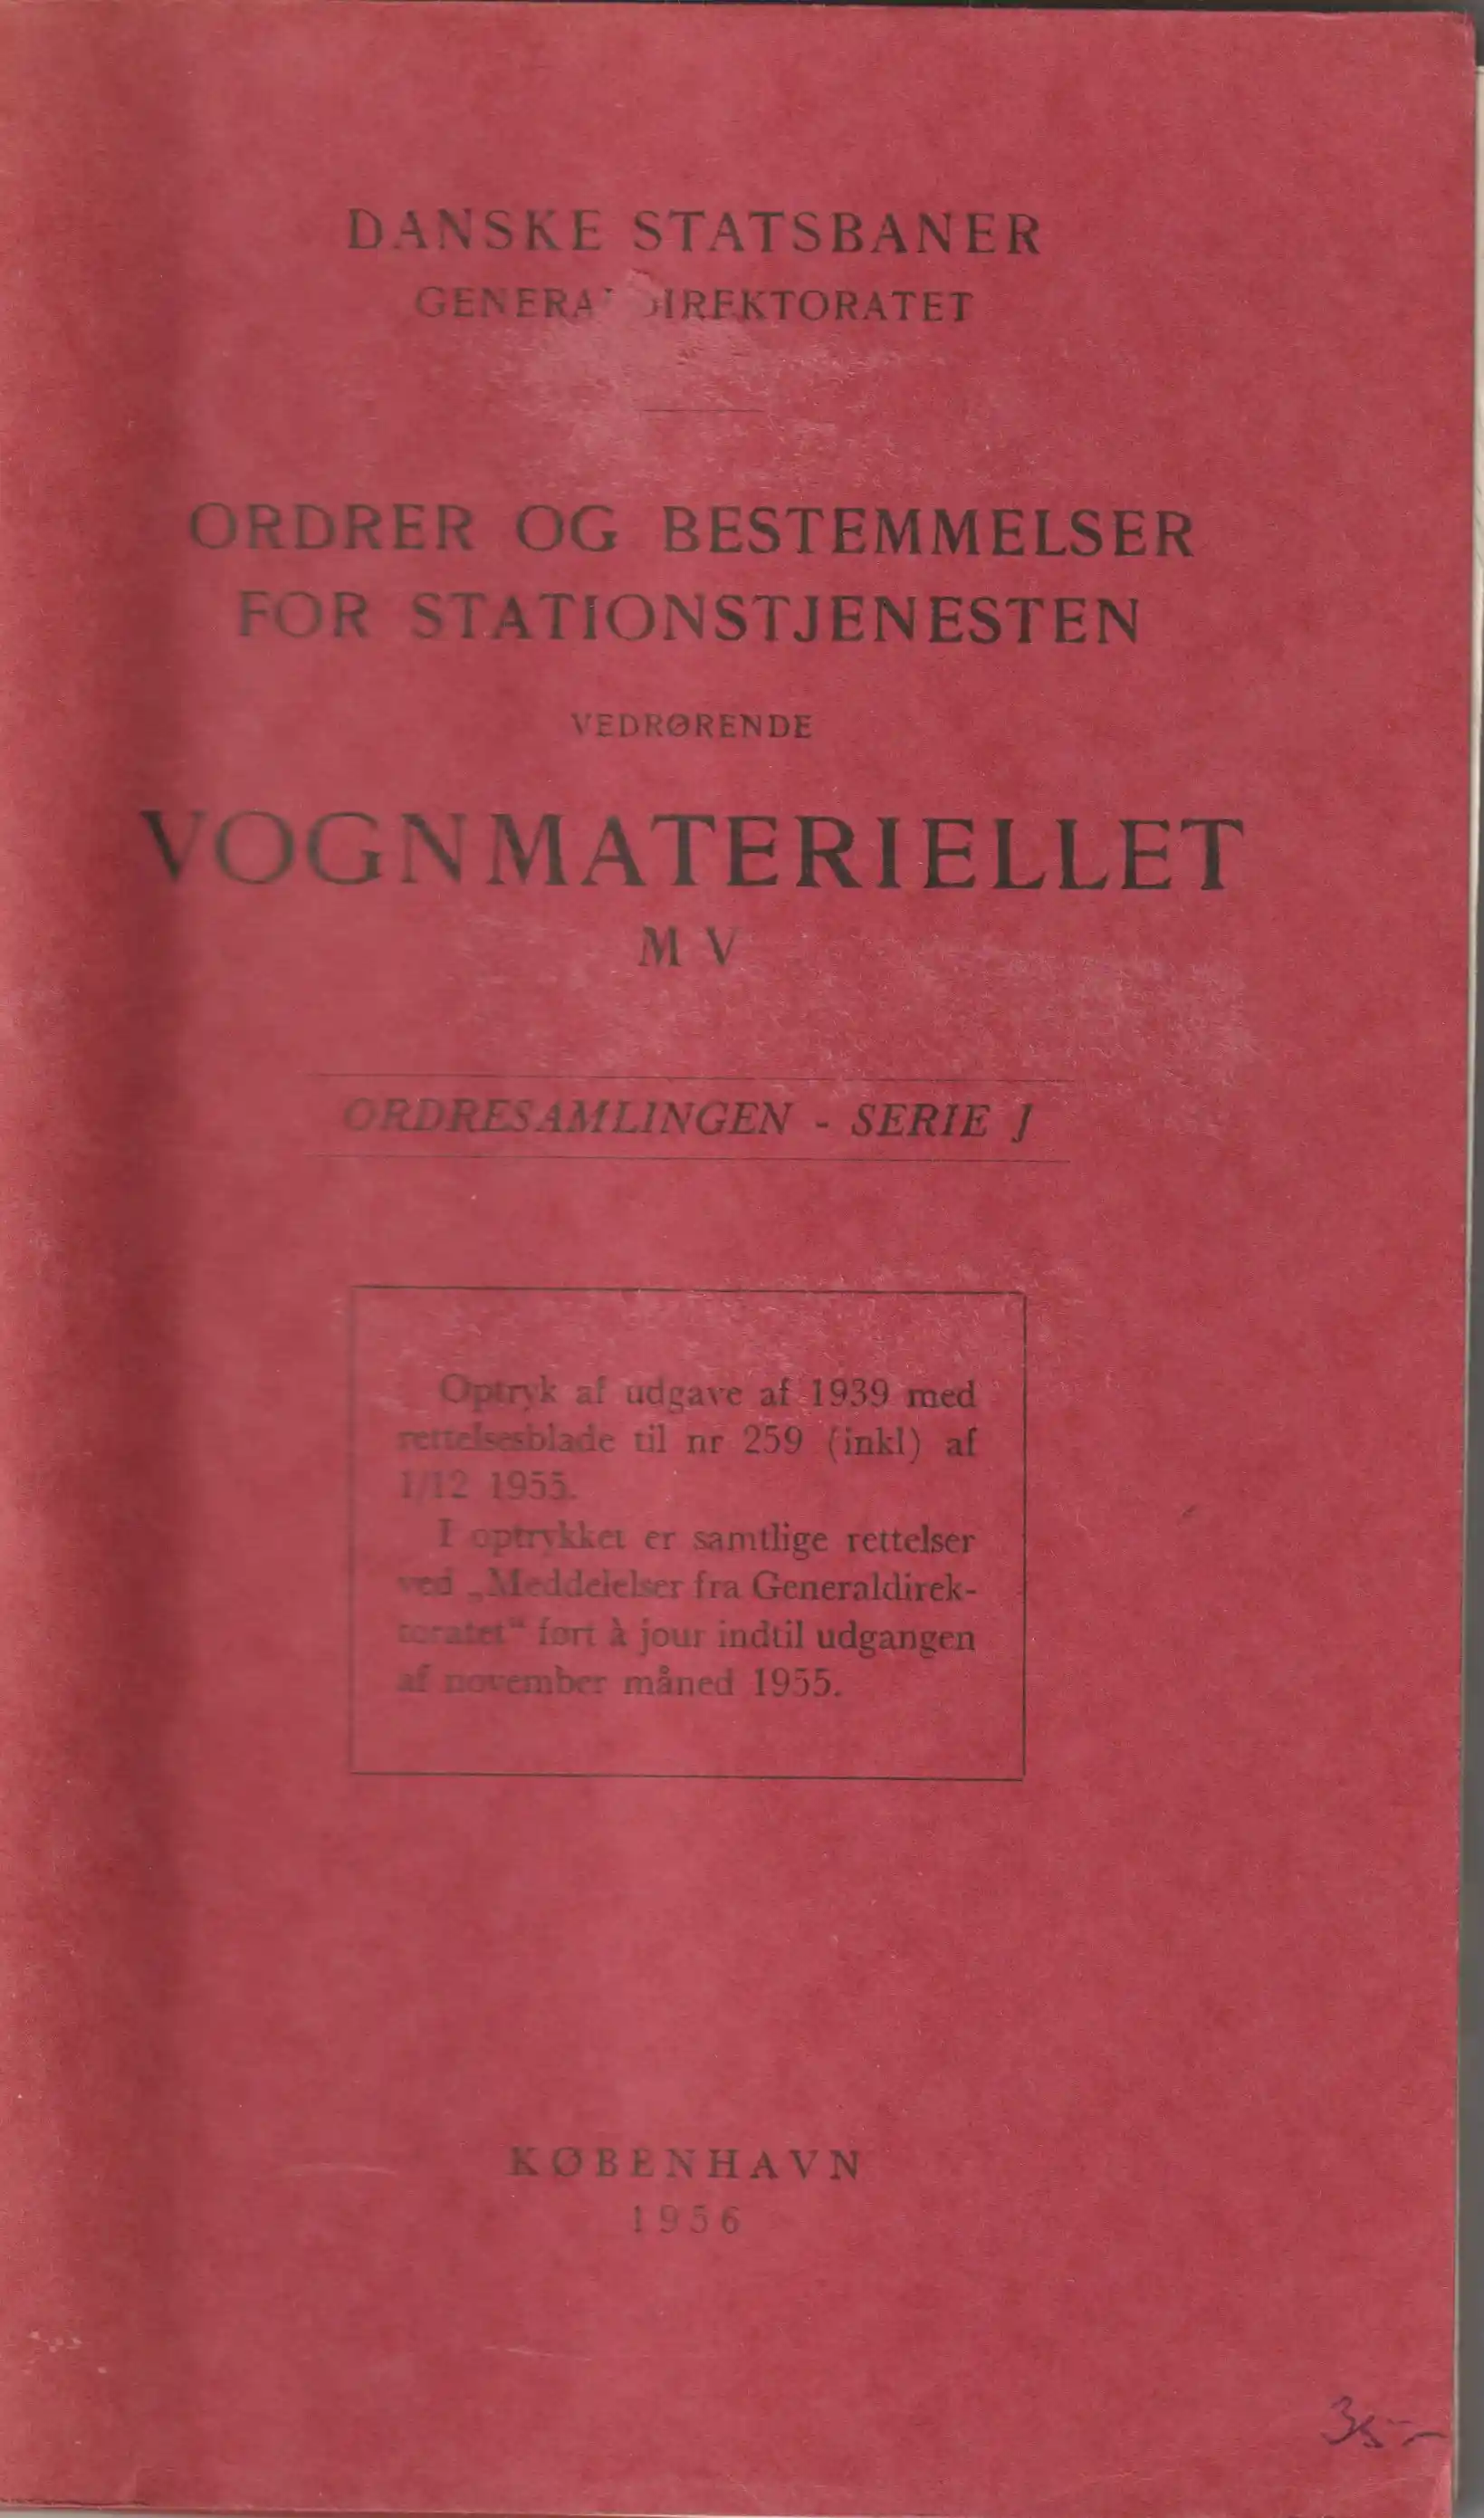 DANSKE STATSBANER
GENERALDIREKTORATET
ORDRER OG BESTEMMELSER
FOR STATIONSTJENESTEN
VEDRØRENDE
VOGNMATERIELLET
M V
ORDRESAMLINGEN - SERIE J
Optryk af udgave af 1939 med
rettelsesblade til nr 259 (inkl) af
1/12 1955.
I optrykket er samtlige rettelser
ved „Meddelelser fra Generaldirek-
toratet“ ført à jour indtil udgangen
af november måned 1955.
KØBENHAVN
1956
35-